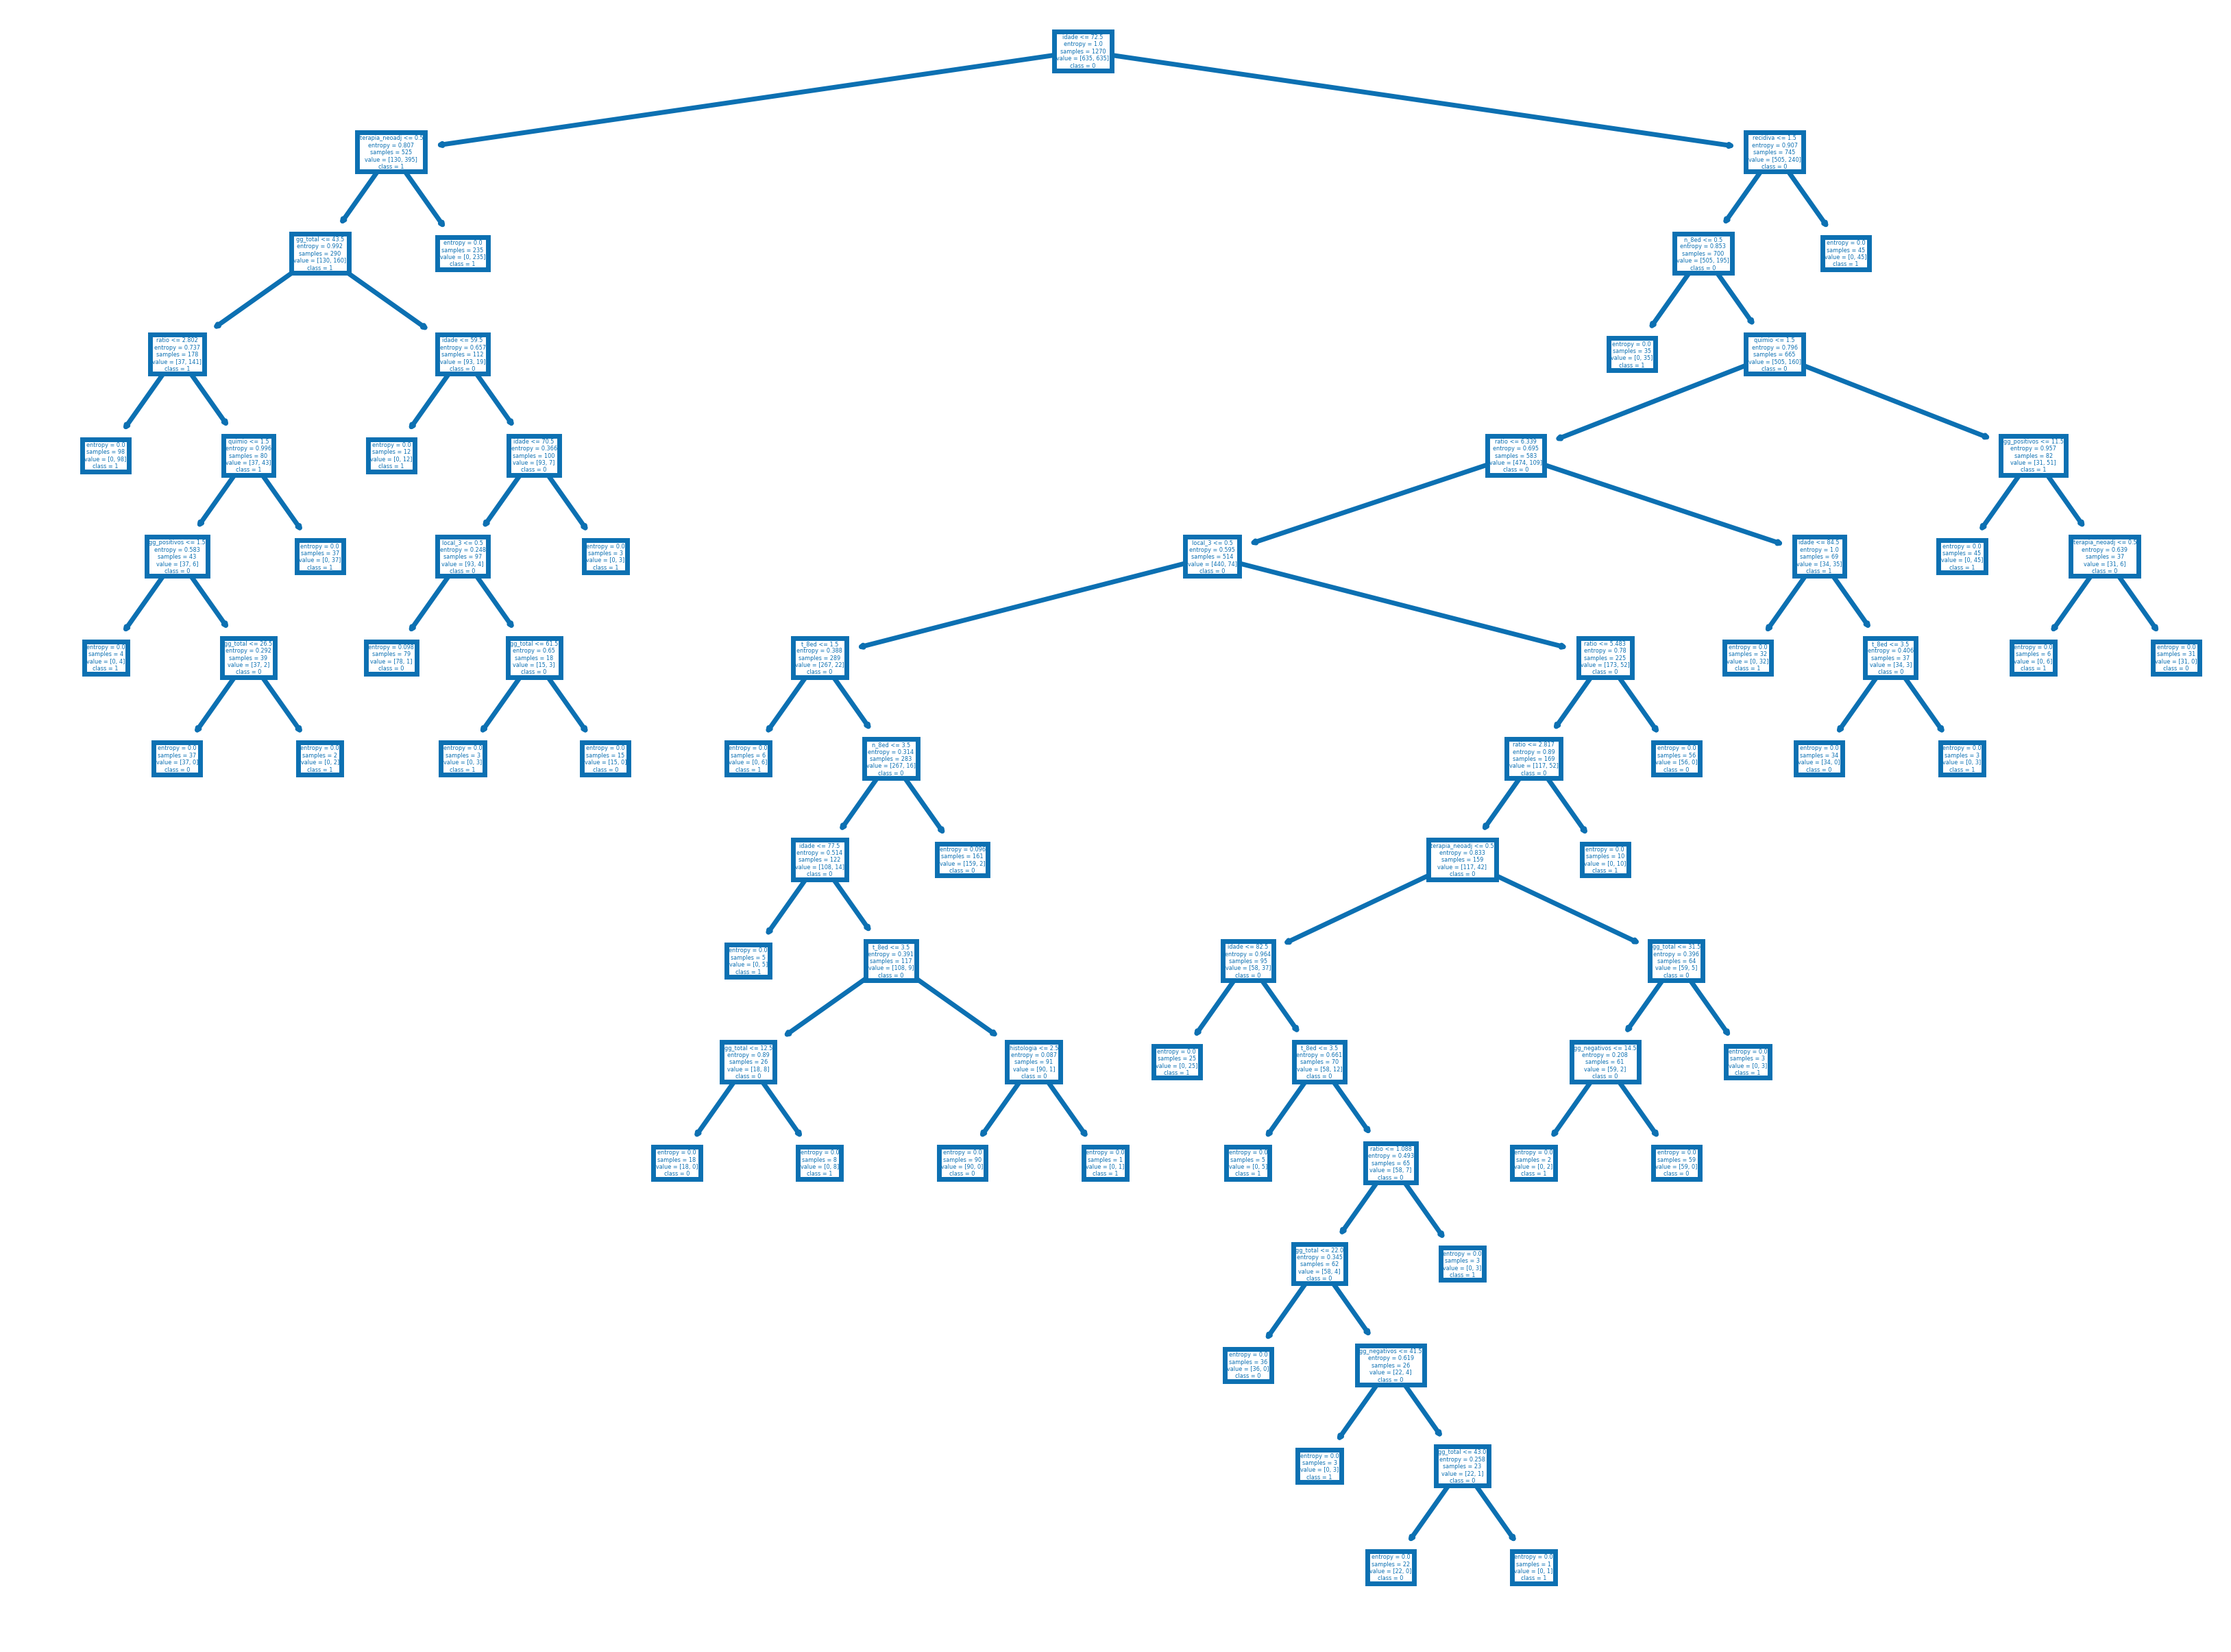 idade <= 72.5
entropy = 1.0
samples = 1270
value = [635, 635]
class = 0
terapia_neoadj <= 0.5
entropy = 0.807
samples = 525
value = [130, 395]
class = 1
recidiva <= 1.5
entropy = 0.907
samples = 745
value = [505, 240]
class = 0
gg_total <= 43.5
entropy = 0.992
samples = 290
value = [130, 160]
class = 1
entropy = 0.0
samples = 235
value = [0, 235]
class = 1
n_8ed <= 0.5
entropy = 0.853
samples = 700
value = [505, 195]
class = 0
entropy = 0.0
samples = 45
value = [0, 45]
class = 1
ratio <= 2.802
entropy = 0.737
samples = 178
value = [37, 141]
class = 1
idade <= 59.5
entropy = 0.657
samples = 112
value = [93, 19]
class = 0
entropy = 0.0
samples = 35
value = [0, 35]
class = 1
quimio <= 1.5
entropy = 0.796
samples = 665
value = [505, 160]
class = 0
entropy = 0.0
samples = 98
value = [0, 98]
class = 1
quimio <= 1.5
entropy = 0.996
samples = 80
value = [37, 43]
class = 1
entropy = 0.0
samples = 12
value = [0, 12]
class = 1
idade <= 70.5
entropy = 0.366
samples = 100
value = [93, 7]
class = 0
ratio <= 6.339
entropy = 0.695
samples = 583
value = [474, 109]
class = 0
gg_positivos <= 11.5
entropy = 0.957
samples = 82
value = [31, 51]
class = 1
gg_positivos <= 1.5
entropy = 0.583
samples = 43
value = [37, 6]
class = 0
entropy = 0.0
samples = 37
value = [0, 37]
class = 1
local_3 <= 0.5
entropy = 0.248
samples = 97
value = [93, 4]
class = 0
entropy = 0.0
samples = 3
value = [0, 3]
class = 1
local_3 <= 0.5
entropy = 0.595
samples = 514
value = [440, 74]
class = 0
idade <= 84.5
entropy = 1.0
samples = 69
value = [34, 35]
class = 1
entropy = 0.0
samples = 45
value = [0, 45]
class = 1
terapia_neoadj <= 0.5
entropy = 0.639
samples = 37
value = [31, 6]
class = 0
entropy = 0.0
samples = 4
value = [0, 4]
class = 1
gg_total <= 26.5
entropy = 0.292
samples = 39
value = [37, 2]
class = 0
entropy = 0.098
samples = 79
value = [78, 1]
class = 0
gg_total <= 61.5
entropy = 0.65
samples = 18
value = [15, 3]
class = 0
t_8ed <= 1.5
entropy = 0.388
samples = 289
value = [267, 22]
class = 0
ratio <= 5.483
entropy = 0.78
samples = 225
value = [173, 52]
class = 0
entropy = 0.0
samples = 32
value = [0, 32]
class = 1
t_8ed <= 3.5
entropy = 0.406
samples = 37
value = [34, 3]
class = 0
entropy = 0.0
samples = 6
value = [0, 6]
class = 1
entropy = 0.0
samples = 31
value = [31, 0]
class = 0
entropy = 0.0
samples = 37
value = [37, 0]
class = 0
entropy = 0.0
samples = 2
value = [0, 2]
class = 1
entropy = 0.0
samples = 3
value = [0, 3]
class = 1
entropy = 0.0
samples = 15
value = [15, 0]
class = 0
entropy = 0.0
samples = 6
value = [0, 6]
class = 1
n_8ed <= 3.5
entropy = 0.314
samples = 283
value = [267, 16]
class = 0
ratio <= 2.817
entropy = 0.89
samples = 169
value = [117, 52]
class = 0
entropy = 0.0
samples = 56
value = [56, 0]
class = 0
entropy = 0.0
samples = 34
value = [34, 0]
class = 0
entropy = 0.0
samples = 3
value = [0, 3]
class = 1
idade <= 77.5
entropy = 0.514
samples = 122
value = [108, 14]
class = 0
entropy = 0.096
samples = 161
value = [159, 2]
class = 0
terapia_neoadj <= 0.5
entropy = 0.833
samples = 159
value = [117, 42]
class = 0
entropy = 0.0
samples = 10
value = [0, 10]
class = 1
entropy = 0.0
samples = 5
value = [0, 5]
class = 1
t_8ed <= 3.5
entropy = 0.391
samples = 117
value = [108, 9]
class = 0
idade <= 82.5
entropy = 0.964
samples = 95
value = [58, 37]
class = 0
gg_total <= 31.5
entropy = 0.396
samples = 64
value = [59, 5]
class = 0
gg_total <= 12.5
entropy = 0.89
samples = 26
value = [18, 8]
class = 0
histologia <= 2.5
entropy = 0.087
samples = 91
value = [90, 1]
class = 0
entropy = 0.0
samples = 25
value = [0, 25]
class = 1
t_8ed <= 3.5
entropy = 0.661
samples = 70
value = [58, 12]
class = 0
gg_negativos <= 14.5
entropy = 0.208
samples = 61
value = [59, 2]
class = 0
entropy = 0.0
samples = 3
value = [0, 3]
class = 1
entropy = 0.0
samples = 18
value = [18, 0]
class = 0
entropy = 0.0
samples = 8
value = [0, 8]
class = 1
entropy = 0.0
samples = 90
value = [90, 0]
class = 0
entropy = 0.0
samples = 1
value = [0, 1]
class = 1
entropy = 0.0
samples = 5
value = [0, 5]
class = 1
ratio <= 1.088
entropy = 0.493
samples = 65
value = [58, 7]
class = 0
entropy = 0.0
samples = 2
value = [0, 2]
class = 1
entropy = 0.0
samples = 59
value = [59, 0]
class = 0
gg_total <= 22.0
entropy = 0.345
samples = 62
value = [58, 4]
class = 0
entropy = 0.0
samples = 3
value = [0, 3]
class = 1
entropy = 0.0
samples = 36
value = [36, 0]
class = 0
gg_negativos <= 41.5
entropy = 0.619
samples = 26
value = [22, 4]
class = 0
entropy = 0.0
samples = 3
value = [0, 3]
class = 1
gg_total <= 43.0
entropy = 0.258
samples = 23
value = [22, 1]
class = 0
entropy = 0.0
samples = 22
value = [22, 0]
class = 0
entropy = 0.0
samples = 1
value = [0, 1]
class = 1